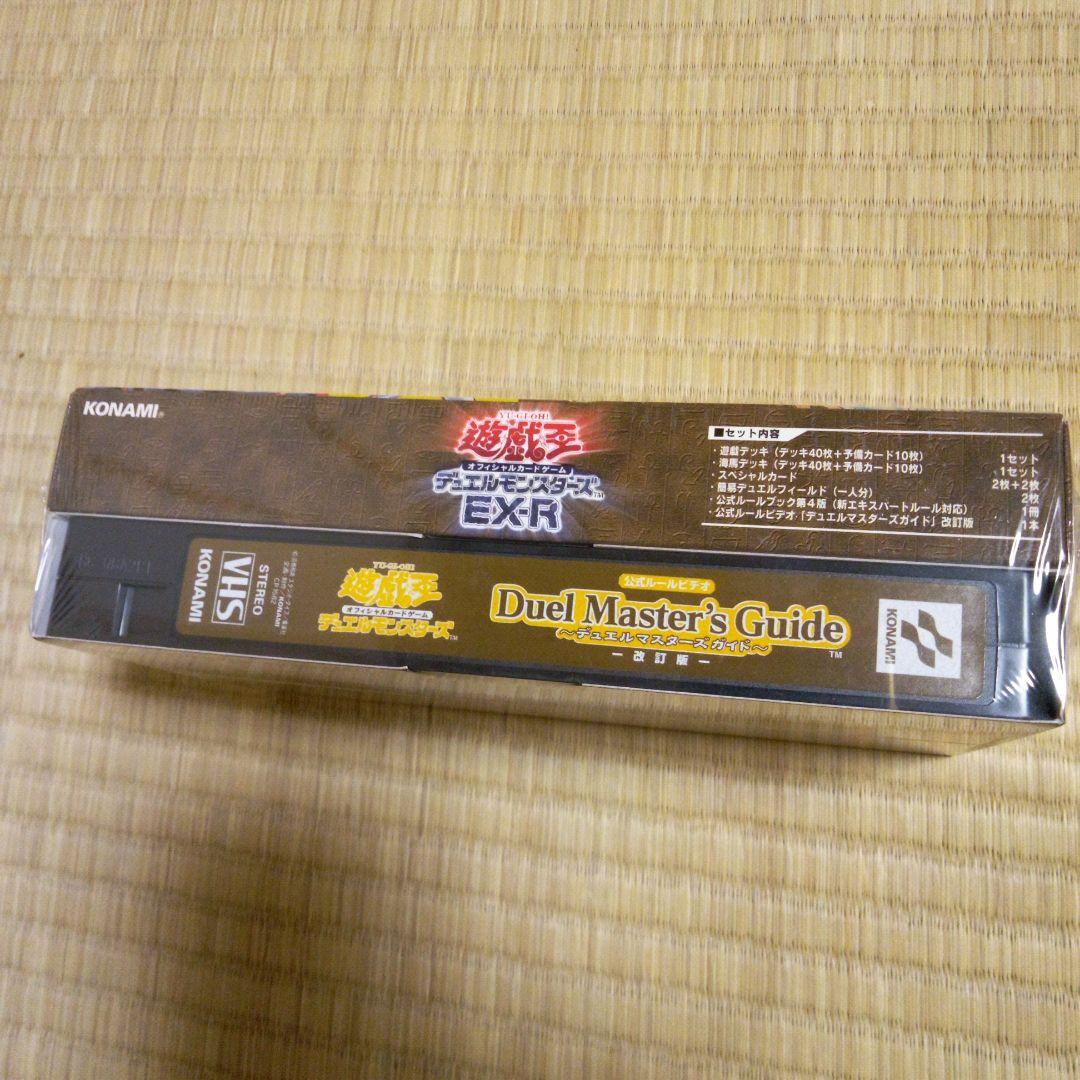 KONAMI®
YU-GI-OH!
遊戯王
オフィシャルカードゲーム
デュエルモンスターズ™
EX-R
■セット内容
・遊戯デッキ（デッキ40枚＋予備カード10枚） 1セット
・海馬デッキ（デッキ40枚＋予備カード10枚） 1セット
・スペシャルカード 2枚＋2枚
・簡易デュエルフィールド（一人分） 2枚
・公式ルールブック第4版（新エキスパートルール対応） 1冊
・公式ルールビデオ「デュエルマスターズガイド」改訂版 1本
KONAMI
VHS
STEREO
YU-GI-OH!
遊戯王
オフィシャルカードゲーム
デュエルモンスターズ™
公式ルールビデオ
Duel Master's Guide™
～デュエルマスターズ ガイド～
－改訂版－
KONAMI